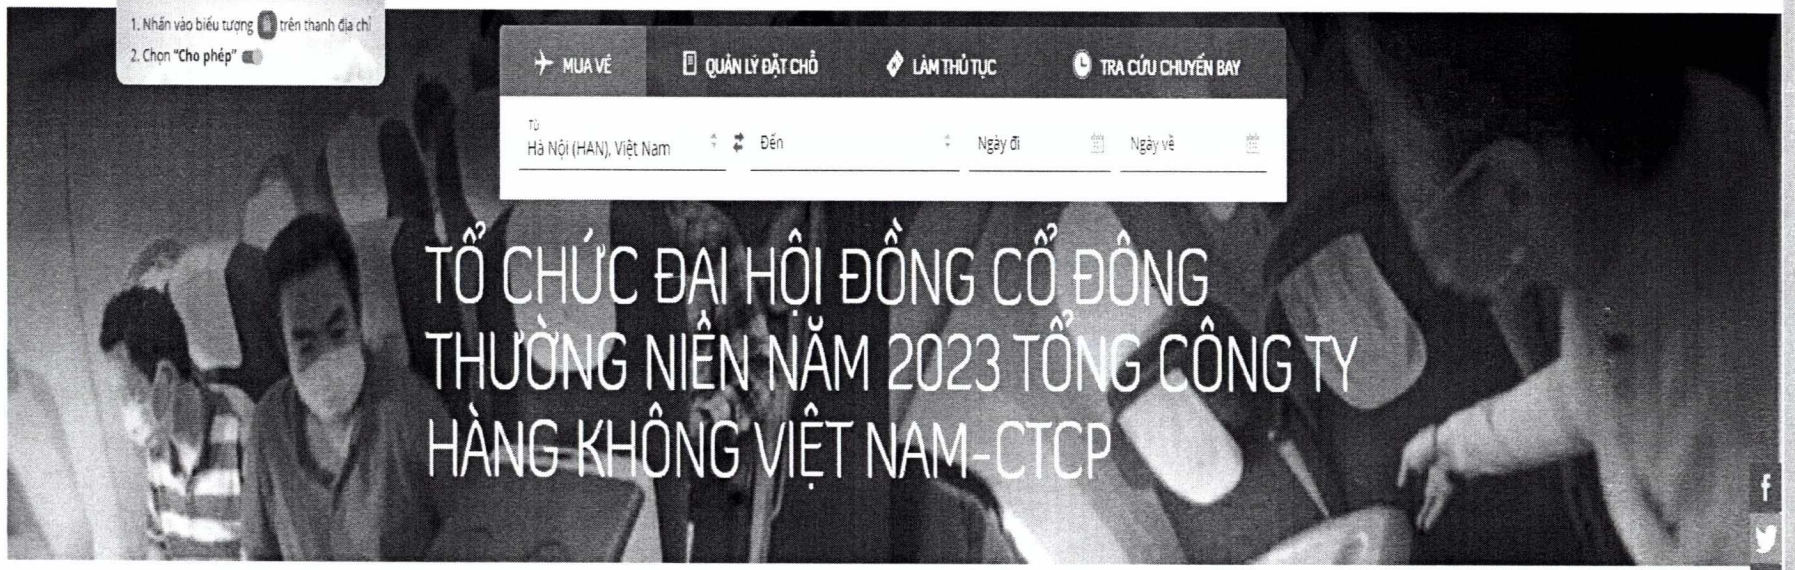 1. Nhấn vào biểu tượng trên thanh địa chỉ
2. Chọn "Cho phép"
MUA VÉ
QUẢN LÝ ĐẶT CHỖ
LÀM THỦ TỤC
TRA CỨU CHUYẾN BAY
Từ
Hà Nội (HAN), Việt Nam
Đến
Ngày đi
Ngày về
TỔ CHỨC ĐẠI HỘI ĐỒNG CỔ ĐÔNG
THƯỜNG NIÊN NĂM 2023 TỔNG CÔNG TY
HÀNG KHÔNG VIỆT NAM-CTCP